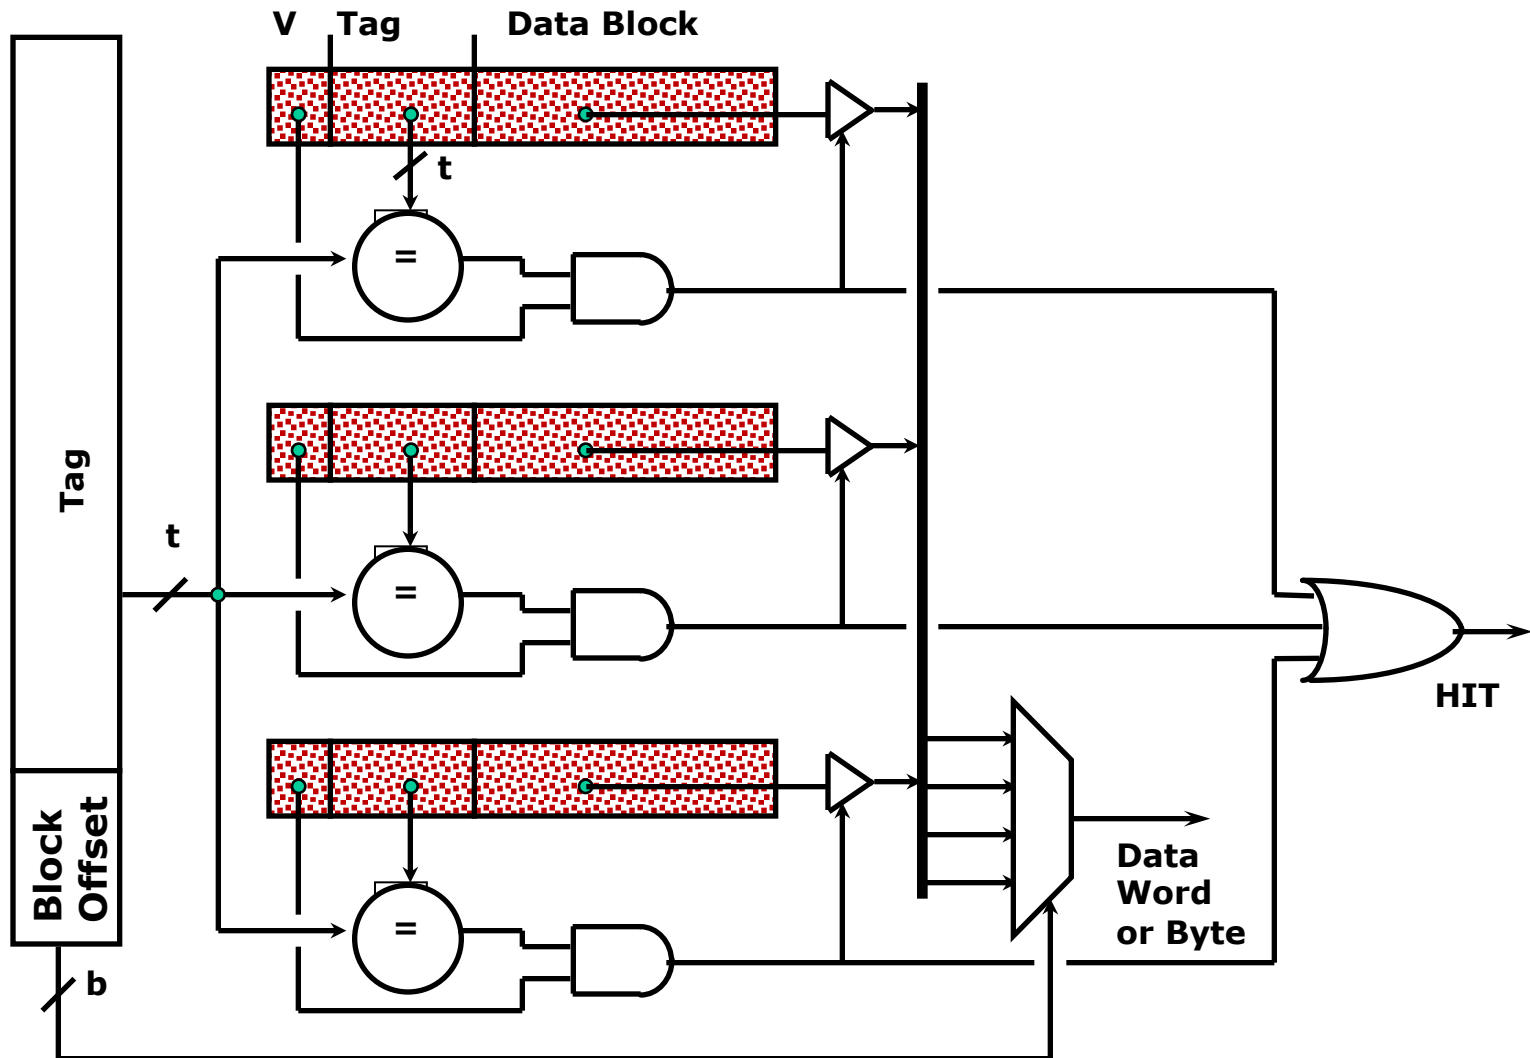 V Tag Data Block
t
=
Tag
t
=
HIT
Block
Offset
=
Data
Word
or Byte
b